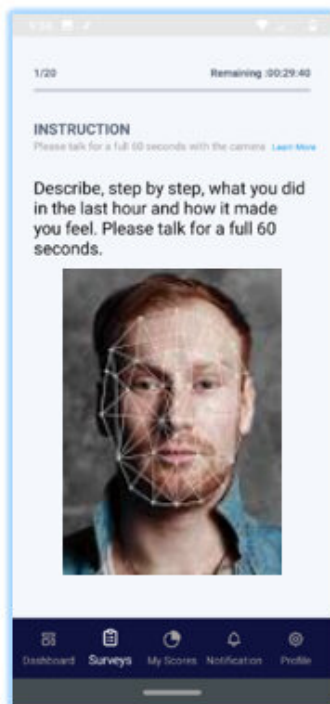 1/20
Remaining :00:29:40
INSTRUCTION
Please talk for a full 60 seconds with the camera Learn More
Describe, step by step, what you did
in the last hour and how it made
you feel. Please talk for a full 60
seconds.
Dashboard
Surveys
My Scores
Notification
Profile